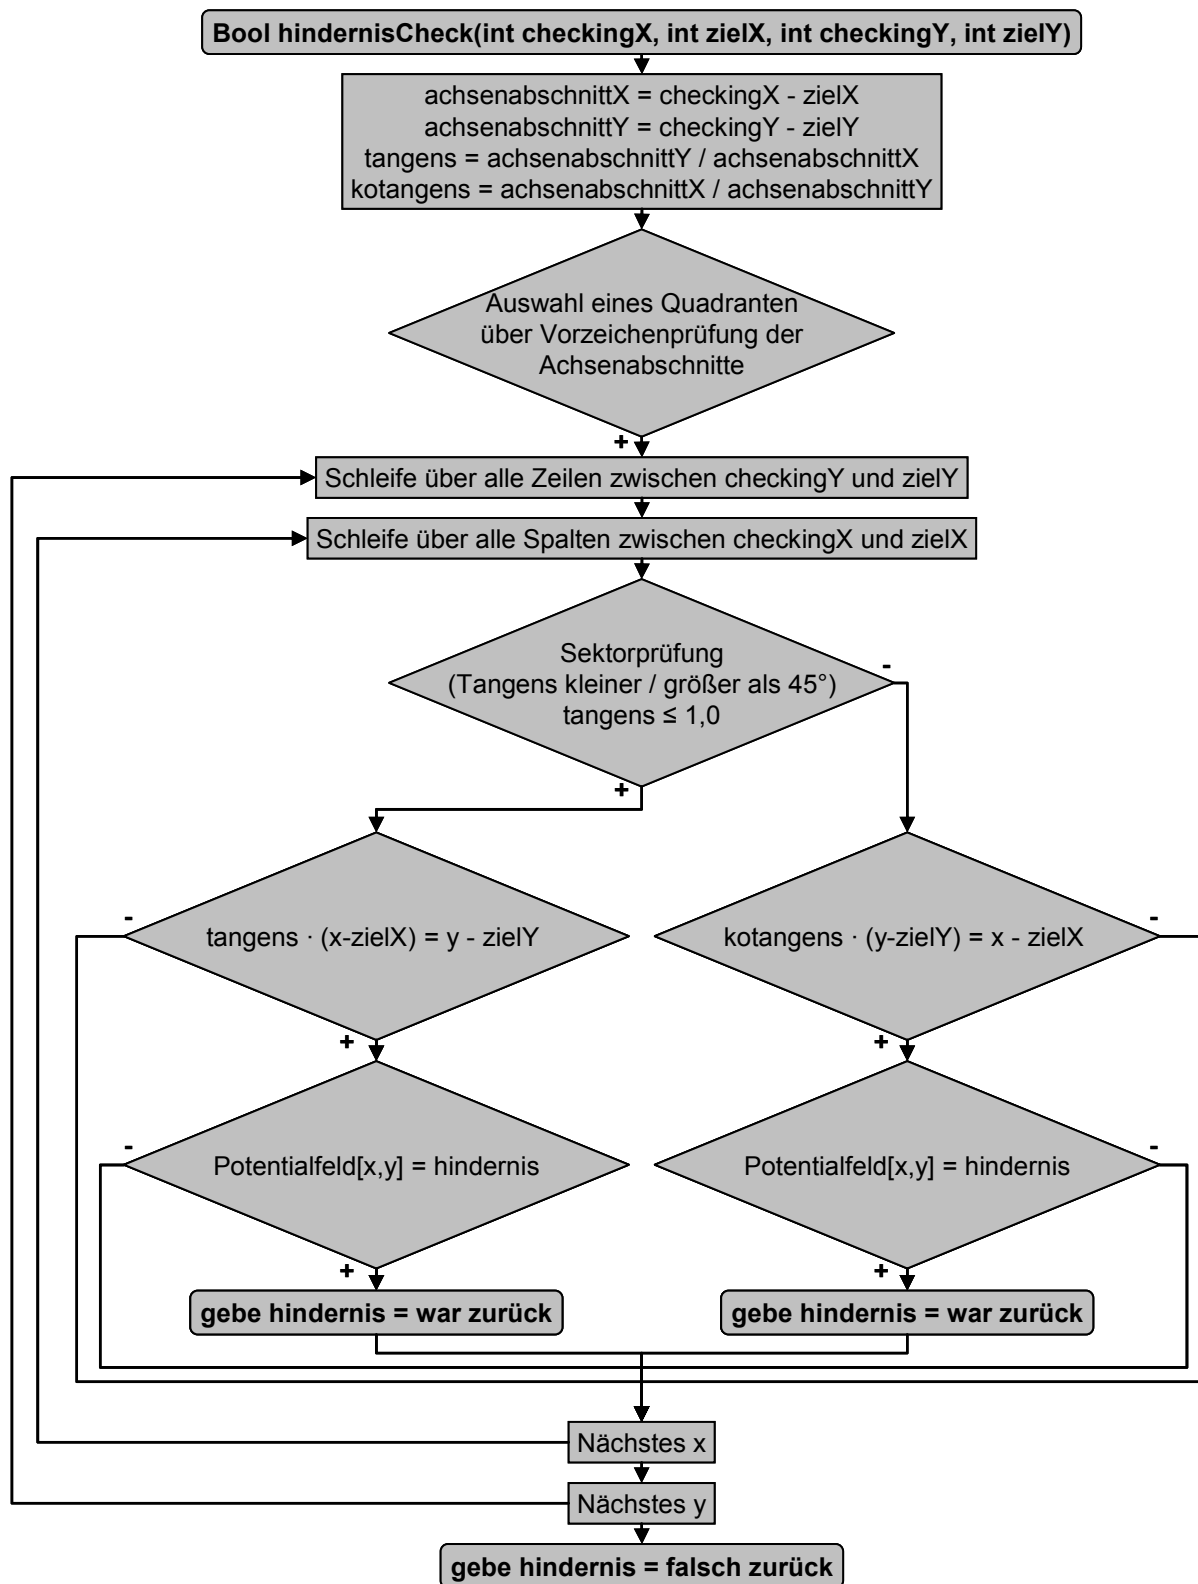 Bool hindernisCheck(int checkingX, int zielX, int checkingY, int zielY)
achsenabschnittX = checkingX - zielX
achsenabschnittY = checkingY - zielY
tangens = achsenabschnittY / achsenabschnittX
kotangens = achsenabschnittX / achsenabschnittY
Auswahl eines Quadranten
über Vorzeichenprüfung der
Achsenabschnitte
+
Schleife über alle Zeilen zwischen checkingY und zielY
Schleife über alle Spalten zwischen checkingX und zielX
Sektorprüfung
(Tangens kleiner / größer als 45°)
tangens ≤ 1,0
-
+
-
tangens · (x-zielX) = y - zielY
+
-
kotangens · (y-zielY) = x - zielX
+
-
Potentialfeld[x,y] = hindernis
+
-
Potentialfeld[x,y] = hindernis
+
gebe hindernis = war zurück
gebe hindernis = war zurück
Nächstes x
Nächstes y
gebe hindernis = falsch zurück